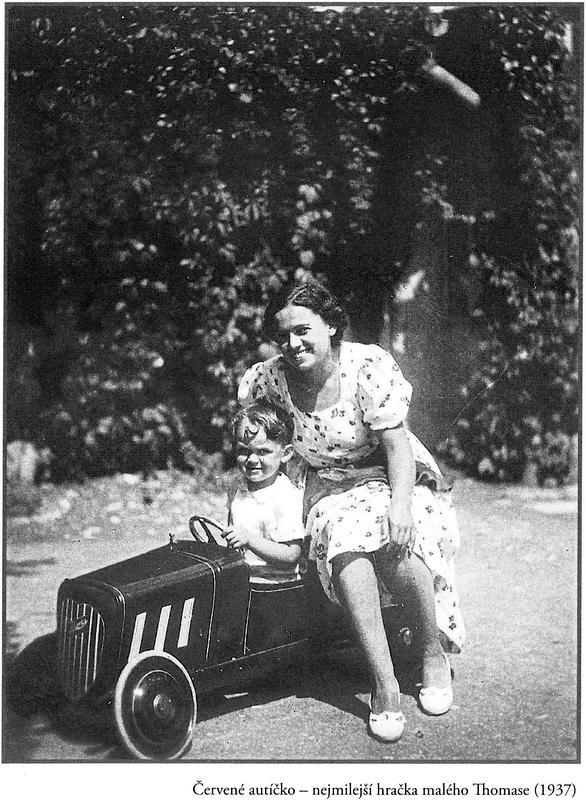 Červené autíčko – nejmilejší hračka malého Thomase (1937)